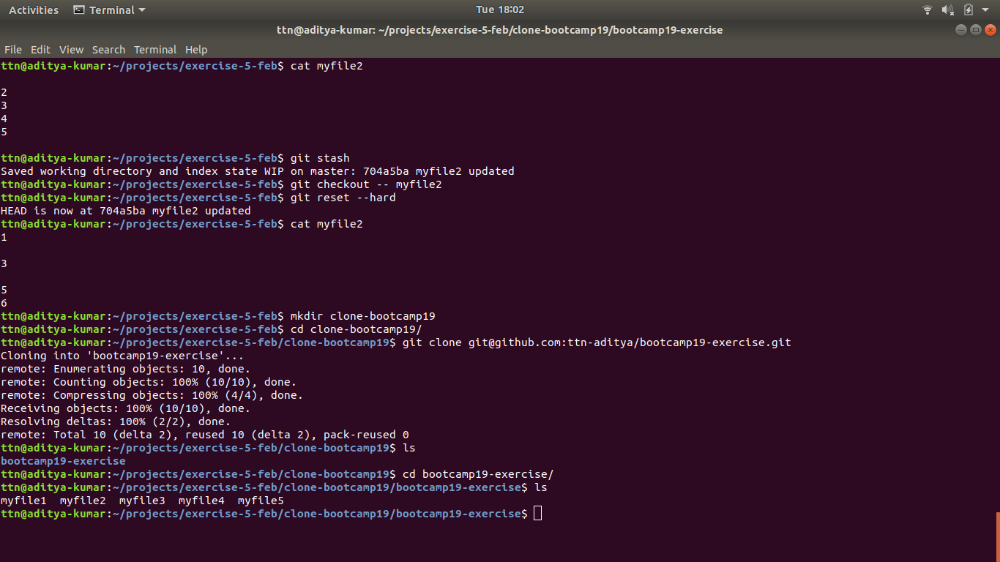 Activities Terminal Tue 18:02
ttn@aditya-kumar: ~/projects/exercise-5-feb/clone-bootcamp19/bootcamp19-exercise
File Edit View Search Terminal Help
ttn@aditya-kumar:~/projects/exercise-5-feb$ cat myfile2
2
3
4
5
ttn@aditya-kumar:~/projects/exercise-5-feb$ git stash
Saved working directory and index state WIP on master: 704a5ba myfile2 updated
ttn@aditya-kumar:~/projects/exercise-5-feb$ git checkout -- myfile2
ttn@aditya-kumar:~/projects/exercise-5-feb$ git reset --hard
HEAD is now at 704a5ba myfile2 updated
ttn@aditya-kumar:~/projects/exercise-5-feb$ cat myfile2
1
3
5
6
ttn@aditya-kumar:~/projects/exercise-5-feb$ mkdir clone-bootcamp19
ttn@aditya-kumar:~/projects/exercise-5-feb$ cd clone-bootcamp19/
ttn@aditya-kumar:~/projects/exercise-5-feb/clone-bootcamp19$ git clone git@github.com:ttn-aditya/bootcamp19-exercise.git
Cloning into 'bootcamp19-exercise'...
remote: Enumerating objects: 10, done.
remote: Counting objects: 100% (10/10), done.
remote: Compressing objects: 100% (4/4), done.
Receiving objects: 100% (10/10), done.
Resolving deltas: 100% (2/2), done.
remote: Total 10 (delta 2), reused 10 (delta 2), pack-reused 0
ttn@aditya-kumar:~/projects/exercise-5-feb/clone-bootcamp19$ ls
bootcamp19-exercise
ttn@aditya-kumar:~/projects/exercise-5-feb/clone-bootcamp19$ cd bootcamp19-exercise/
ttn@aditya-kumar:~/projects/exercise-5-feb/clone-bootcamp19/bootcamp19-exercise$ ls
myfile1 myfile2 myfile3 myfile4 myfile5
ttn@aditya-kumar:~/projects/exercise-5-feb/clone-bootcamp19/bootcamp19-exercise$